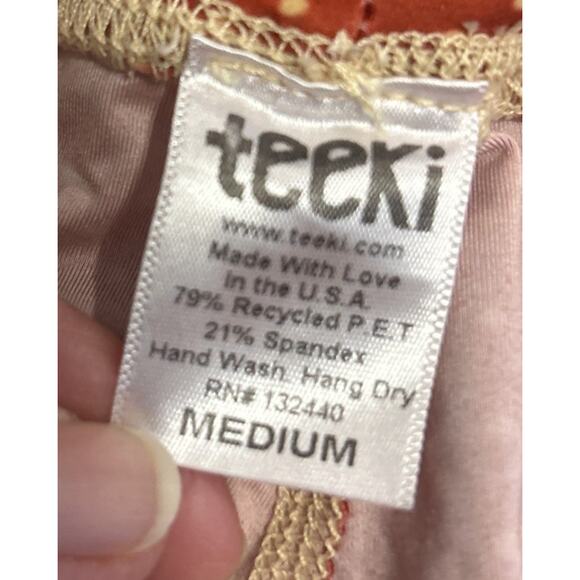 teeki
www.teeki.com
Made With Love
in the U.S.A.
79% Recycled P.E.T
21% Spandex
Hand Wash. Hang Dry
RN# 132440
MEDIUM